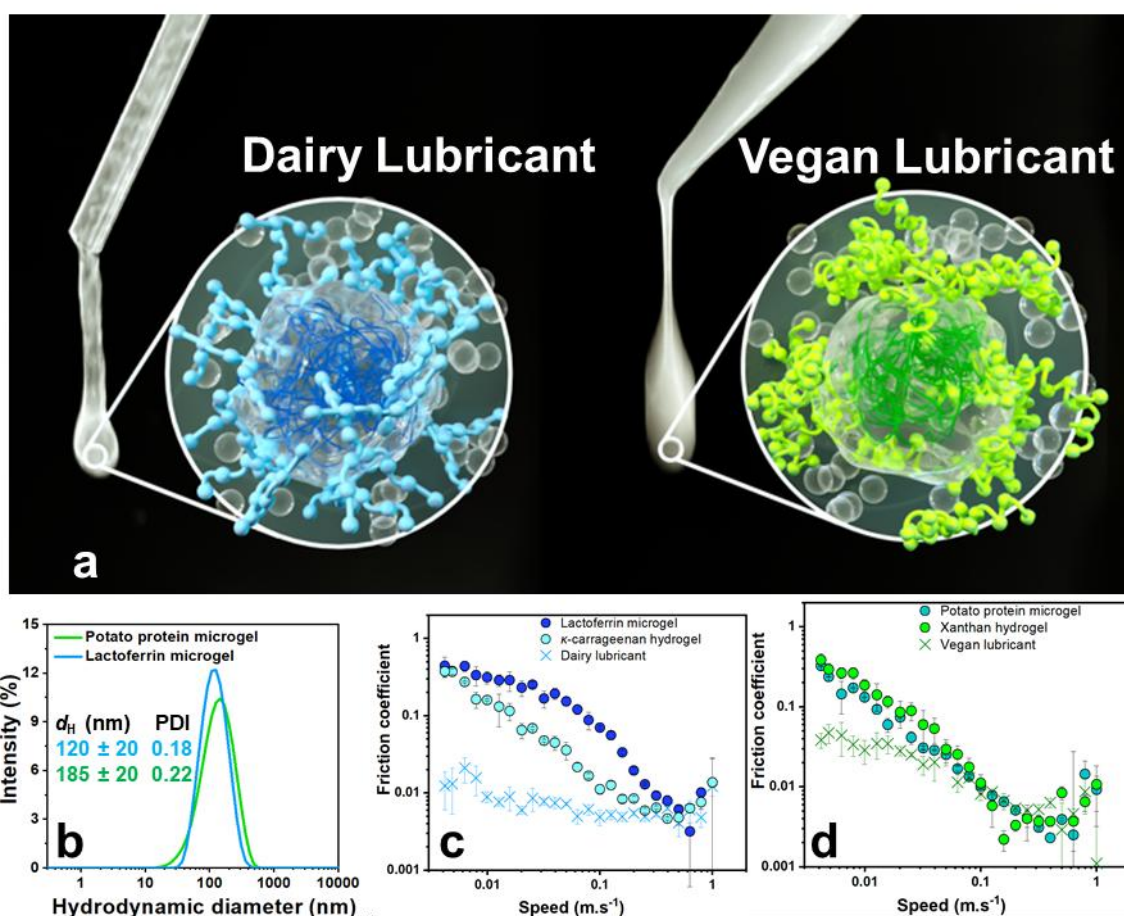 Dairy Lubricant
Vegan Lubricant
a
15
12
9
6
3
0
Intensity (%)
Potato protein microgel
Lactoferrin microgel
dH (nm) PDI
120 ± 20 0.18
185 ± 20 0.22
b
1 10 100 1000 10000
Hydrodynamic diameter (nm)
1
0.1
0.01
0.001
Friction coefficient
Lactoferrin microgel
κ-carrageenan hydrogel
Dairy lubricant
c
0.01 0.1 1
Speed (m.s⁻¹)
1
0.1
0.01
0.001
Friction coefficient
Potato protein microgel
Xanthan hydrogel
Vegan lubricant
d
0.01 0.1 1
Speed (m.s⁻¹)